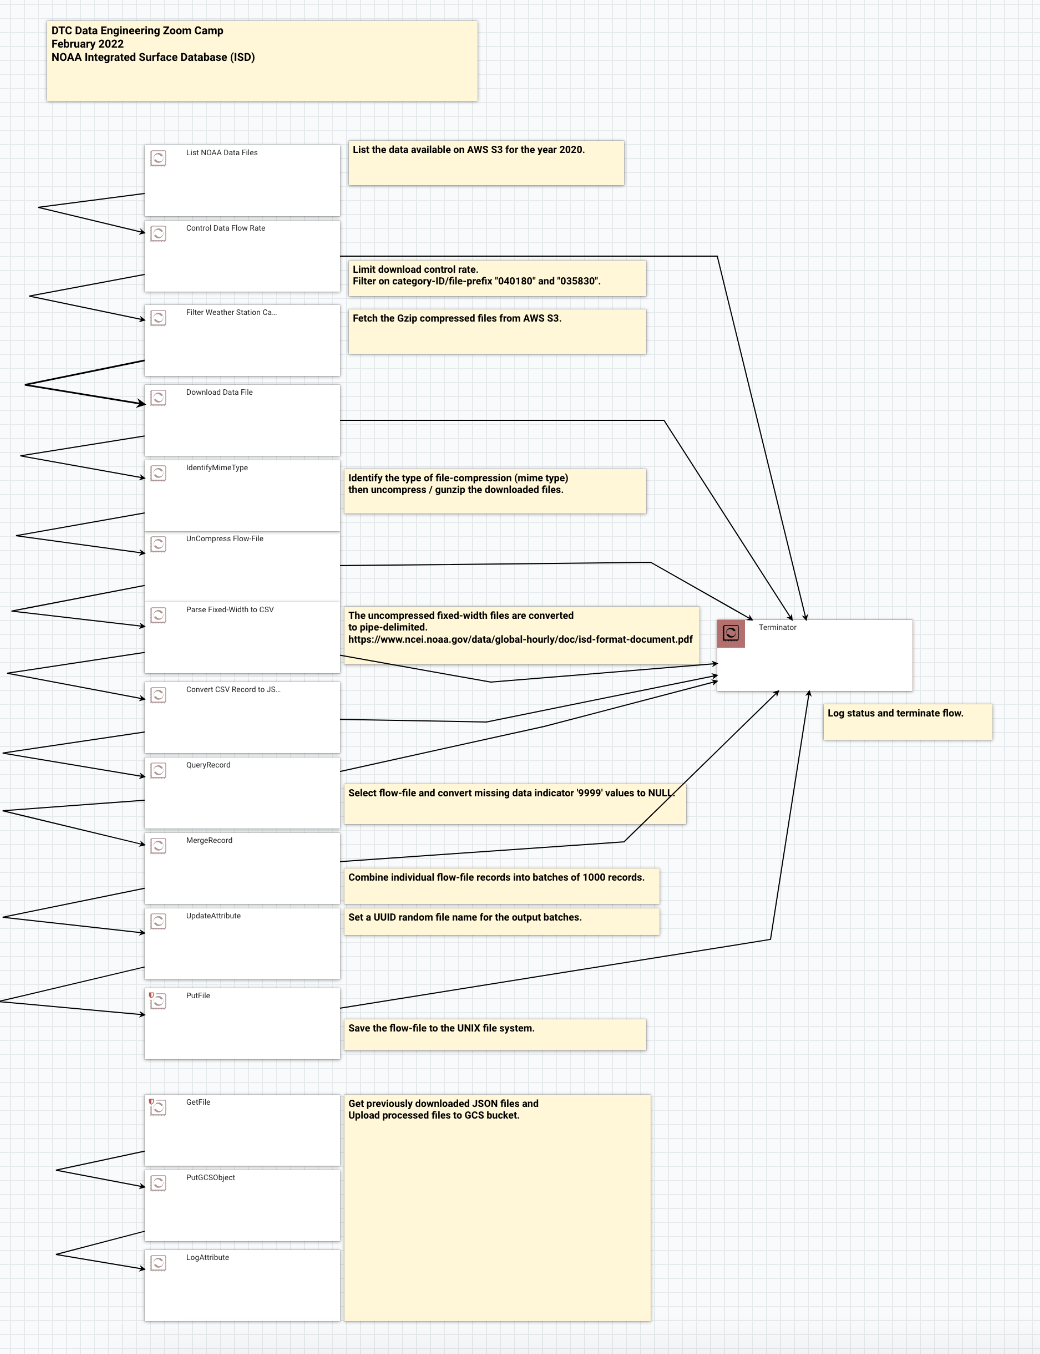 DTC Data Engineering Zoom Camp
February 2022
NOAA Integrated Surface Database (ISD)
List NOAA Data Files
List the data available on AWS S3 for the year 2020.
Control Data Flow Rate
Limit download control rate.
Filter on category-ID/file-prefix "040180" and "035830".
Filter Weather Station Ca...
Fetch the Gzip compressed files from AWS S3.
Download Data File
IdentifyMimeType
Identify the type of file-compression (mime type)
then uncompress / gunzip the downloaded files.
UnCompress Flow-File
Parse Fixed-Width to CSV
The uncompressed fixed-width files are converted
to pipe-delimited.
https://www.ncei.noaa.gov/data/global-hourly/doc/isd-format-document.pdf
Terminator
Convert CSV Record to JS...
Log status and terminate flow.
QueryRecord
Select flow-file and convert missing data indicator '9999' values to NULL.
MergeRecord
Combine individual flow-file records into batches of 1000 records.
UpdateAttribute
Set a UUID random file name for the output batches.
PutFile
Save the flow-file to the UNIX file system.
GetFile
Get previously downloaded JSON files and
Upload processed files to GCS bucket.
PutGCSObject
LogAttribute